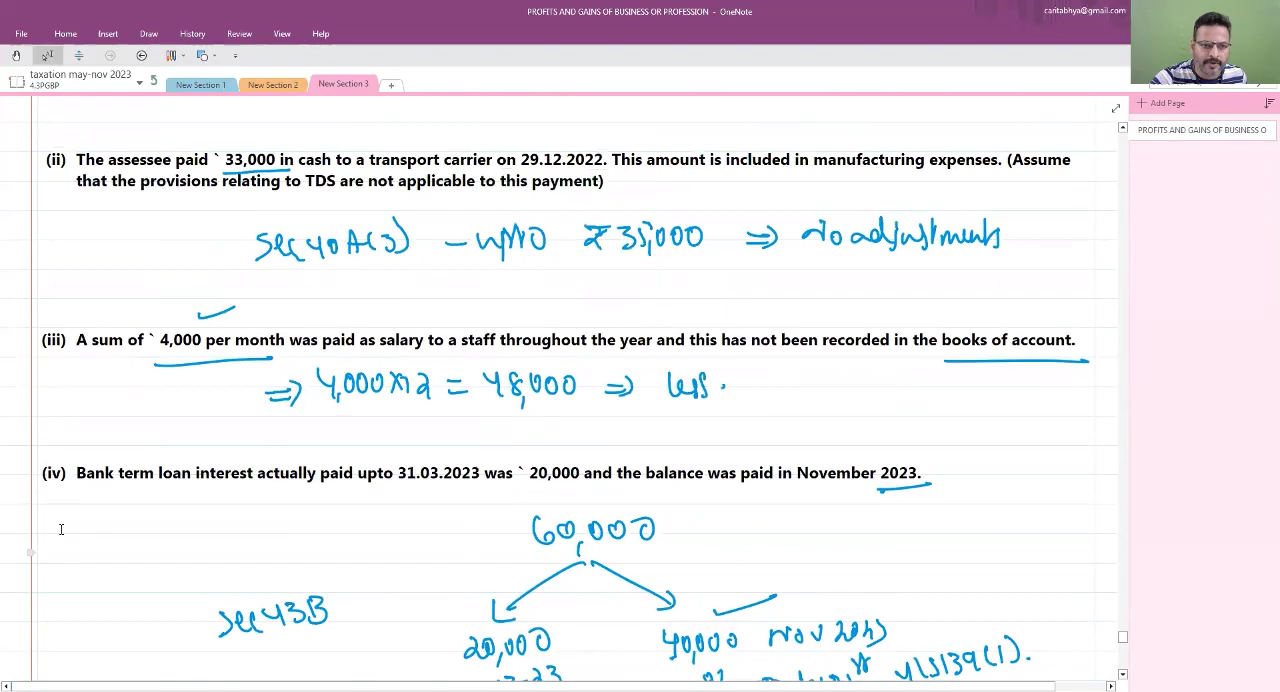 PROFITS AND GAINS OF BUSINESS OR PROFESSION - OneNote
caritabhya@gmail.com
File Home Insert Draw History Review View Help
taxation may-nov 2023
4.3PGBP
New Section 1 New Section 2 New Section 3 +
Add Page
PROFITS AND GAINS OF BUSINESS O
(ii) The assessee paid ` 33,000 in cash to a transport carrier on 29.12.2022. This amount is included in manufacturing expenses. (Assume
that the provisions relating to TDS are not applicable to this payment)
Sec 40A(3) - upto ₹35,000 ⇒ No adjustments
(iii) A sum of ` 4,000 per month was paid as salary to a staff throughout the year and this has not been recorded in the books of account.
⇒ 4,000×12 = 48,000 ⇒ less.
(iv) Bank term loan interest actually paid upto 31.03.2023 was ` 20,000 and the balance was paid in November 2023.
60,000
Sec 43B
20,000 40,000 Nov 2023
u/s 139(1).